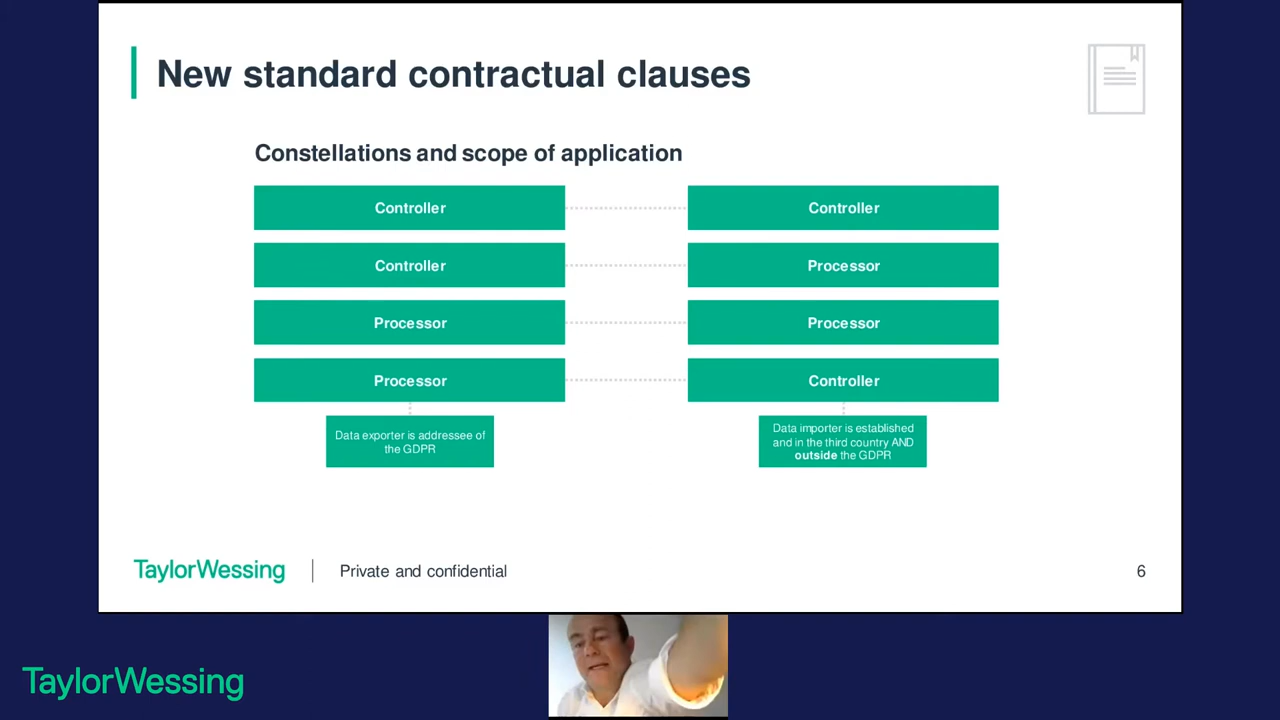 New standard contractual clauses
Constellations and scope of application
Controller
Controller
Controller
Processor
Processor
Processor
Processor
Controller
Data exporter is addressee of
the GDPR
Data importer is established
and in the third country AND
outside the GDPR
TaylorWessing
Private and confidential
6
TaylorWessing